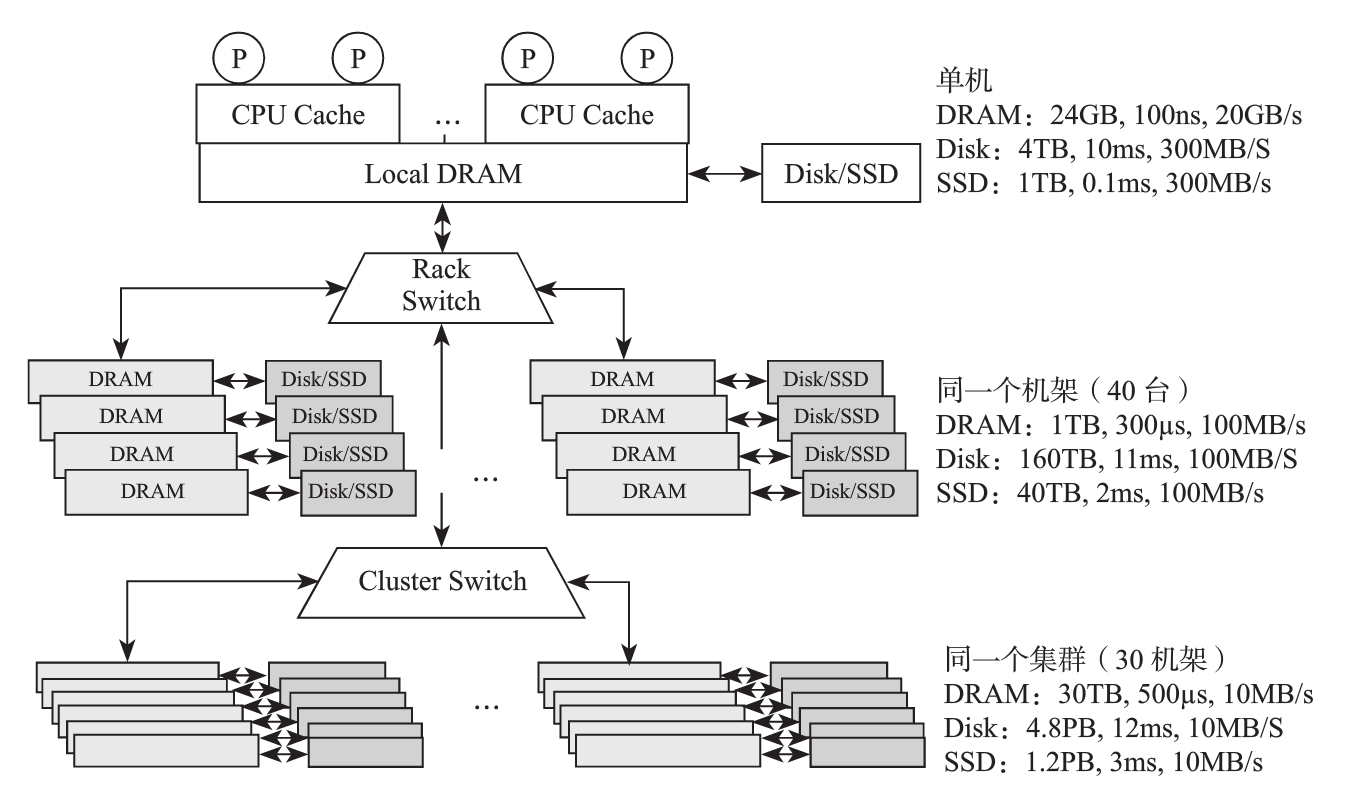 P P P P
CPU Cache ... CPU Cache
Local DRAM
Disk/SSD
单机
DRAM：24GB, 100ns, 20GB/s
Disk：4TB, 10ms, 300MB/S
SSD：1TB, 0.1ms, 300MB/s
Rack
Switch
DRAM Disk/SSD
DRAM Disk/SSD
DRAM Disk/SSD
DRAM Disk/SSD
...
DRAM Disk/SSD
DRAM Disk/SSD
DRAM Disk/SSD
DRAM Disk/SSD
同一个机架（40 台）
DRAM：1TB, 300μs, 100MB/s
Disk：160TB, 11ms, 100MB/S
SSD：40TB, 2ms, 100MB/s
Cluster Switch
...
同一个集群（30 机架）
DRAM：30TB, 500μs, 10MB/s
Disk：4.8PB, 12ms, 10MB/S
SSD：1.2PB, 3ms, 10MB/s